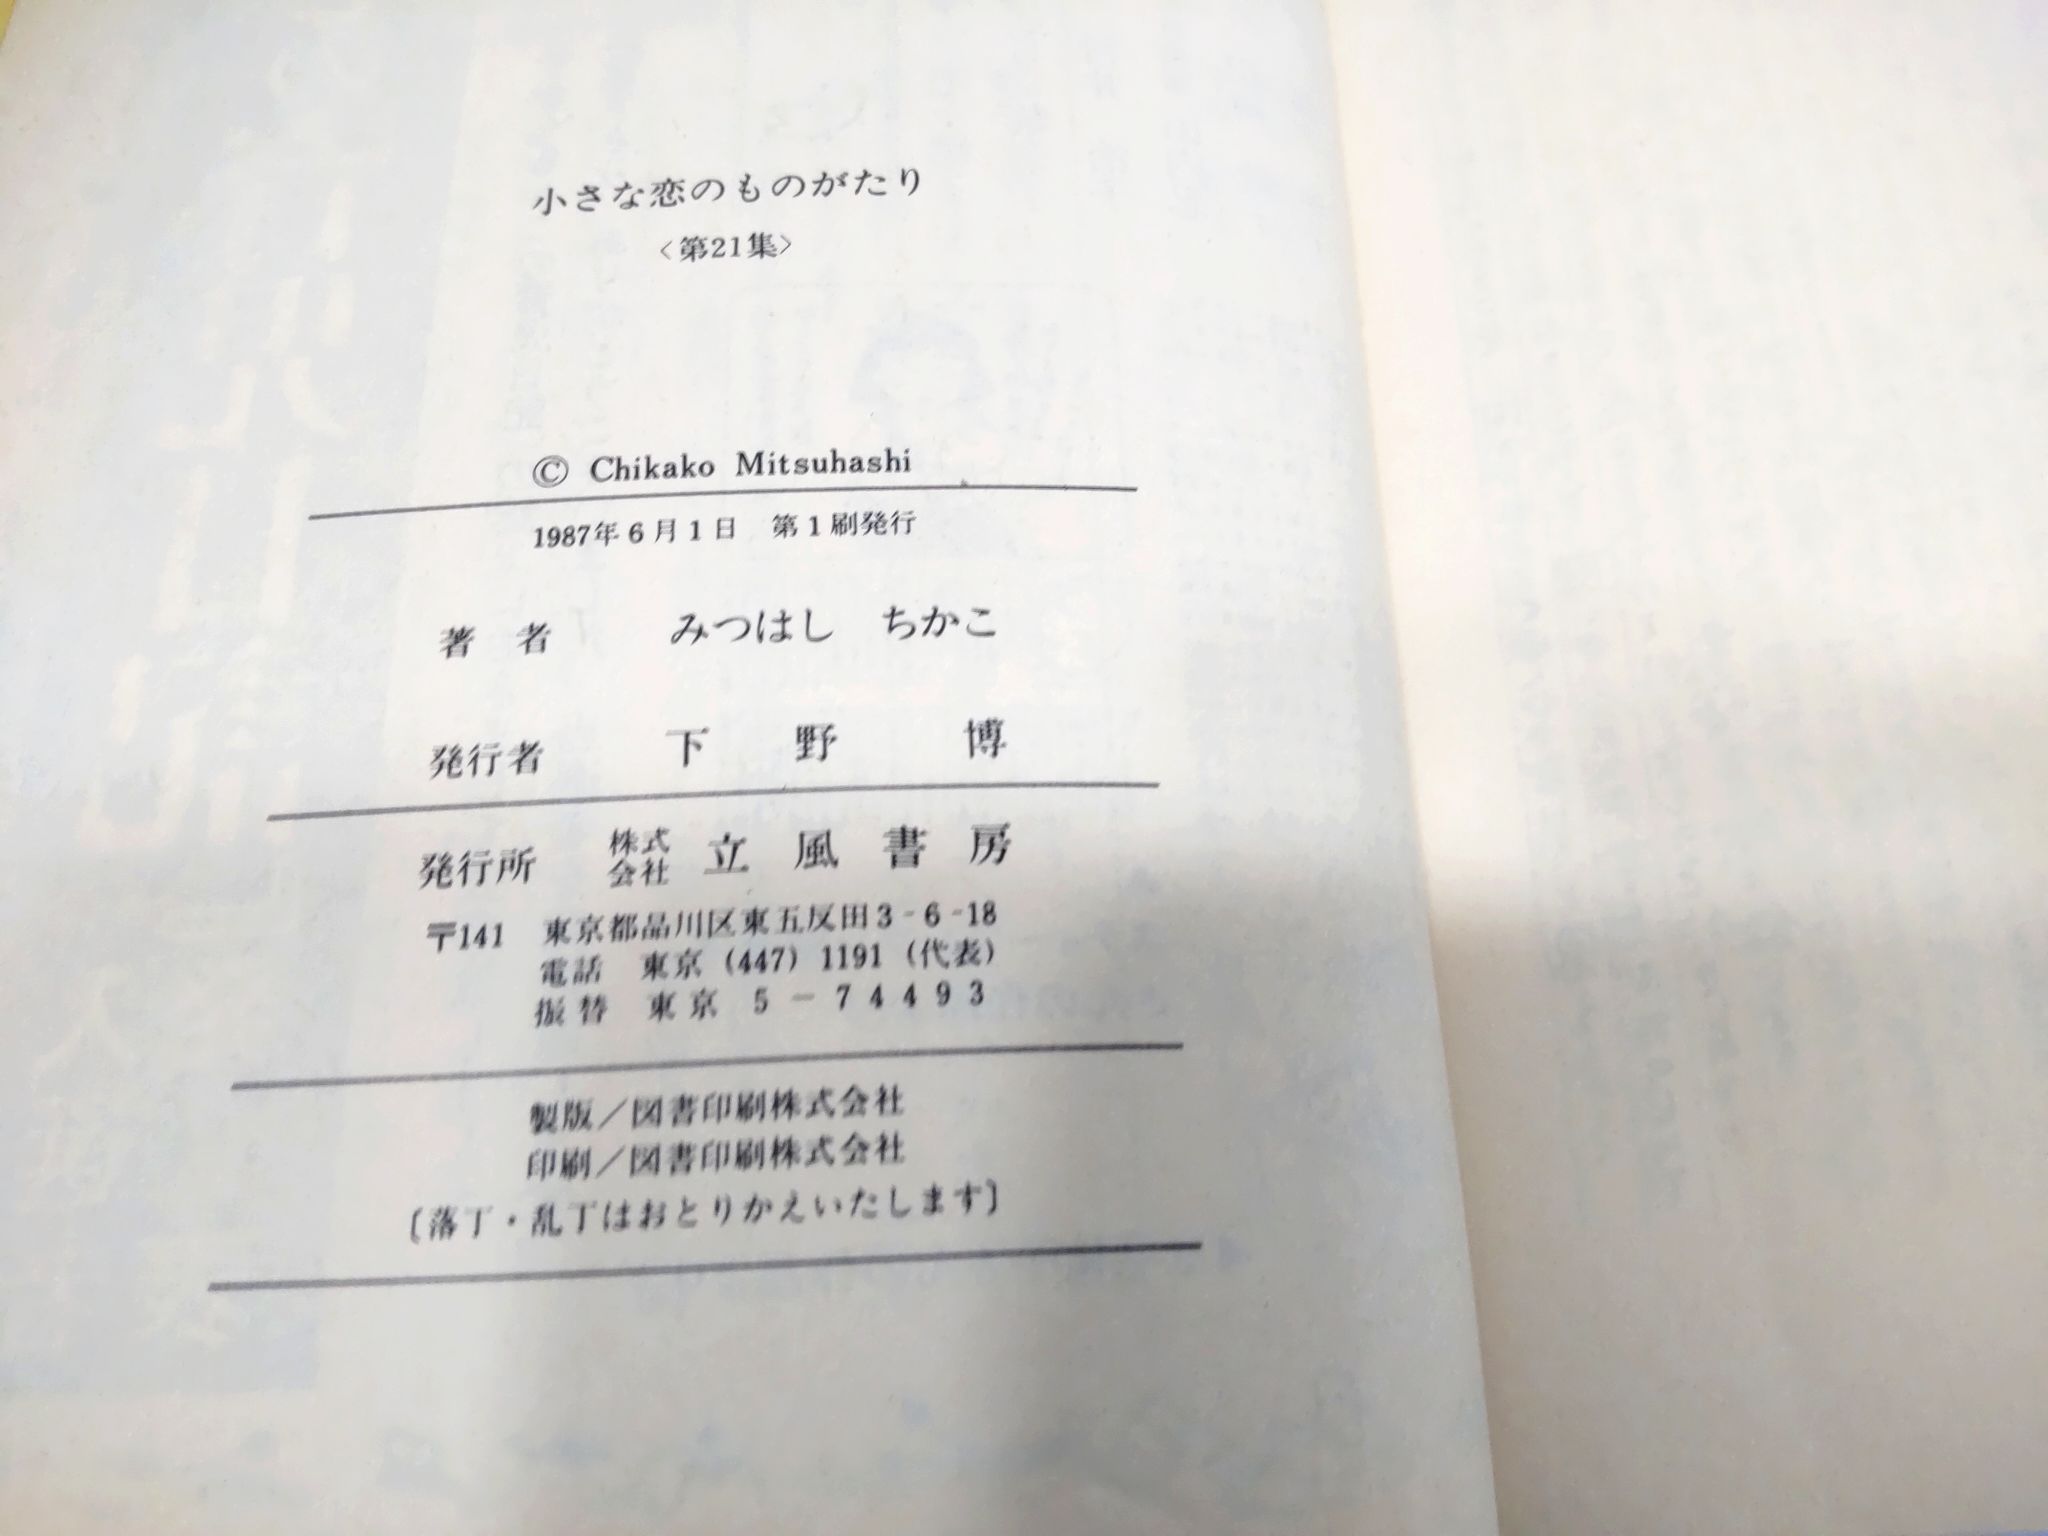 小さな恋のものがたり
〈第21集〉
© Chikako Mitsuhashi
1987年6月1日 第1刷発行
著 者 みつはし ちかこ
発行者 下 野 博
発行所 株式会社 立 風 書 房
〒141 東京都品川区東五反田3-6-18
電話 東京 (447) 1191 (代表)
振替 東京 5-74493
製版/図書印刷株式会社
印刷/図書印刷株式会社
〔落丁・乱丁はおとりかえいたします〕